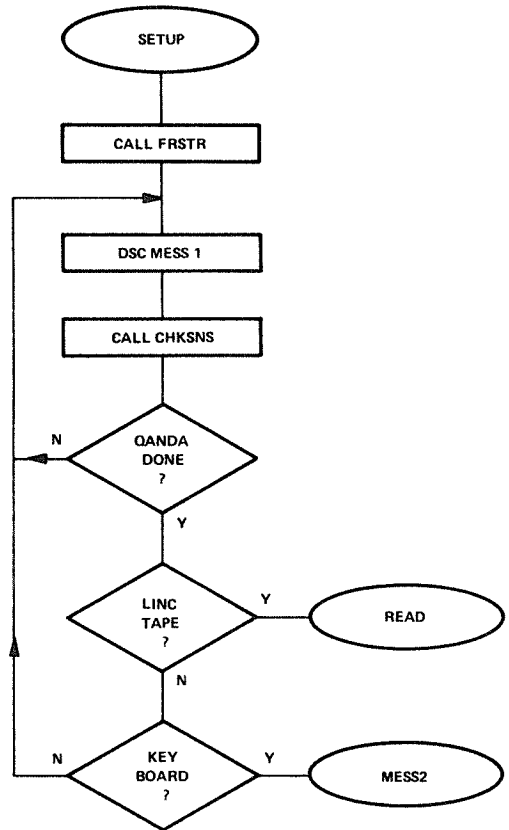 SETUP
CALL FRSTR
DSC MESS 1
CALL CHKSNS
N
QANDA
DONE
?
Y
LINC
TAPE
?
Y
READ
N
N
KEY
BOARD
?
Y
MESS2